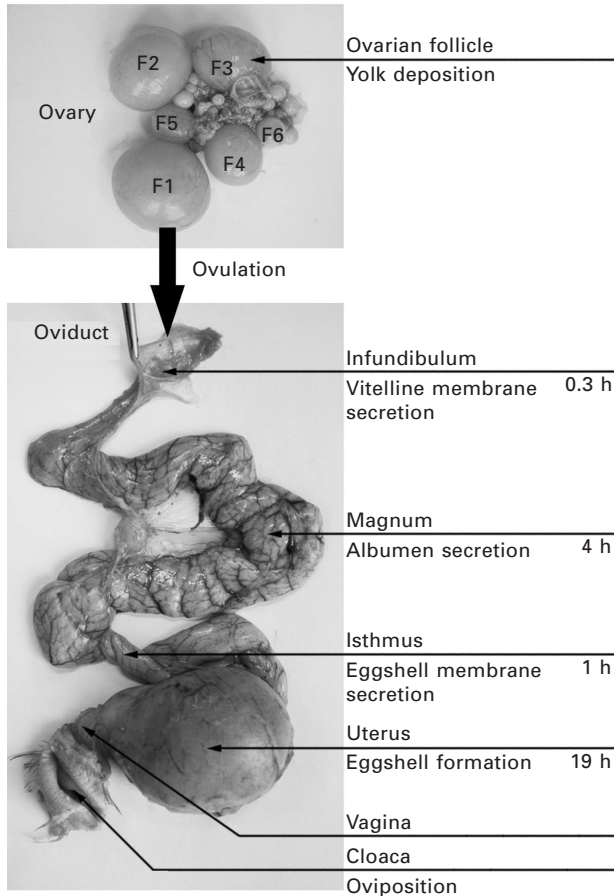 Ovary
F2
F3
F5
F6
F4
F1
Ovarian follicle
Yolk deposition
Ovulation
Oviduct
Infundibulum
Vitelline membrane 0.3 h
secretion
Magnum
Albumen secretion 4 h
Isthmus
Eggshell membrane 1 h
secretion
Uterus
Eggshell formation 19 h
Vagina
Cloaca
Oviposition